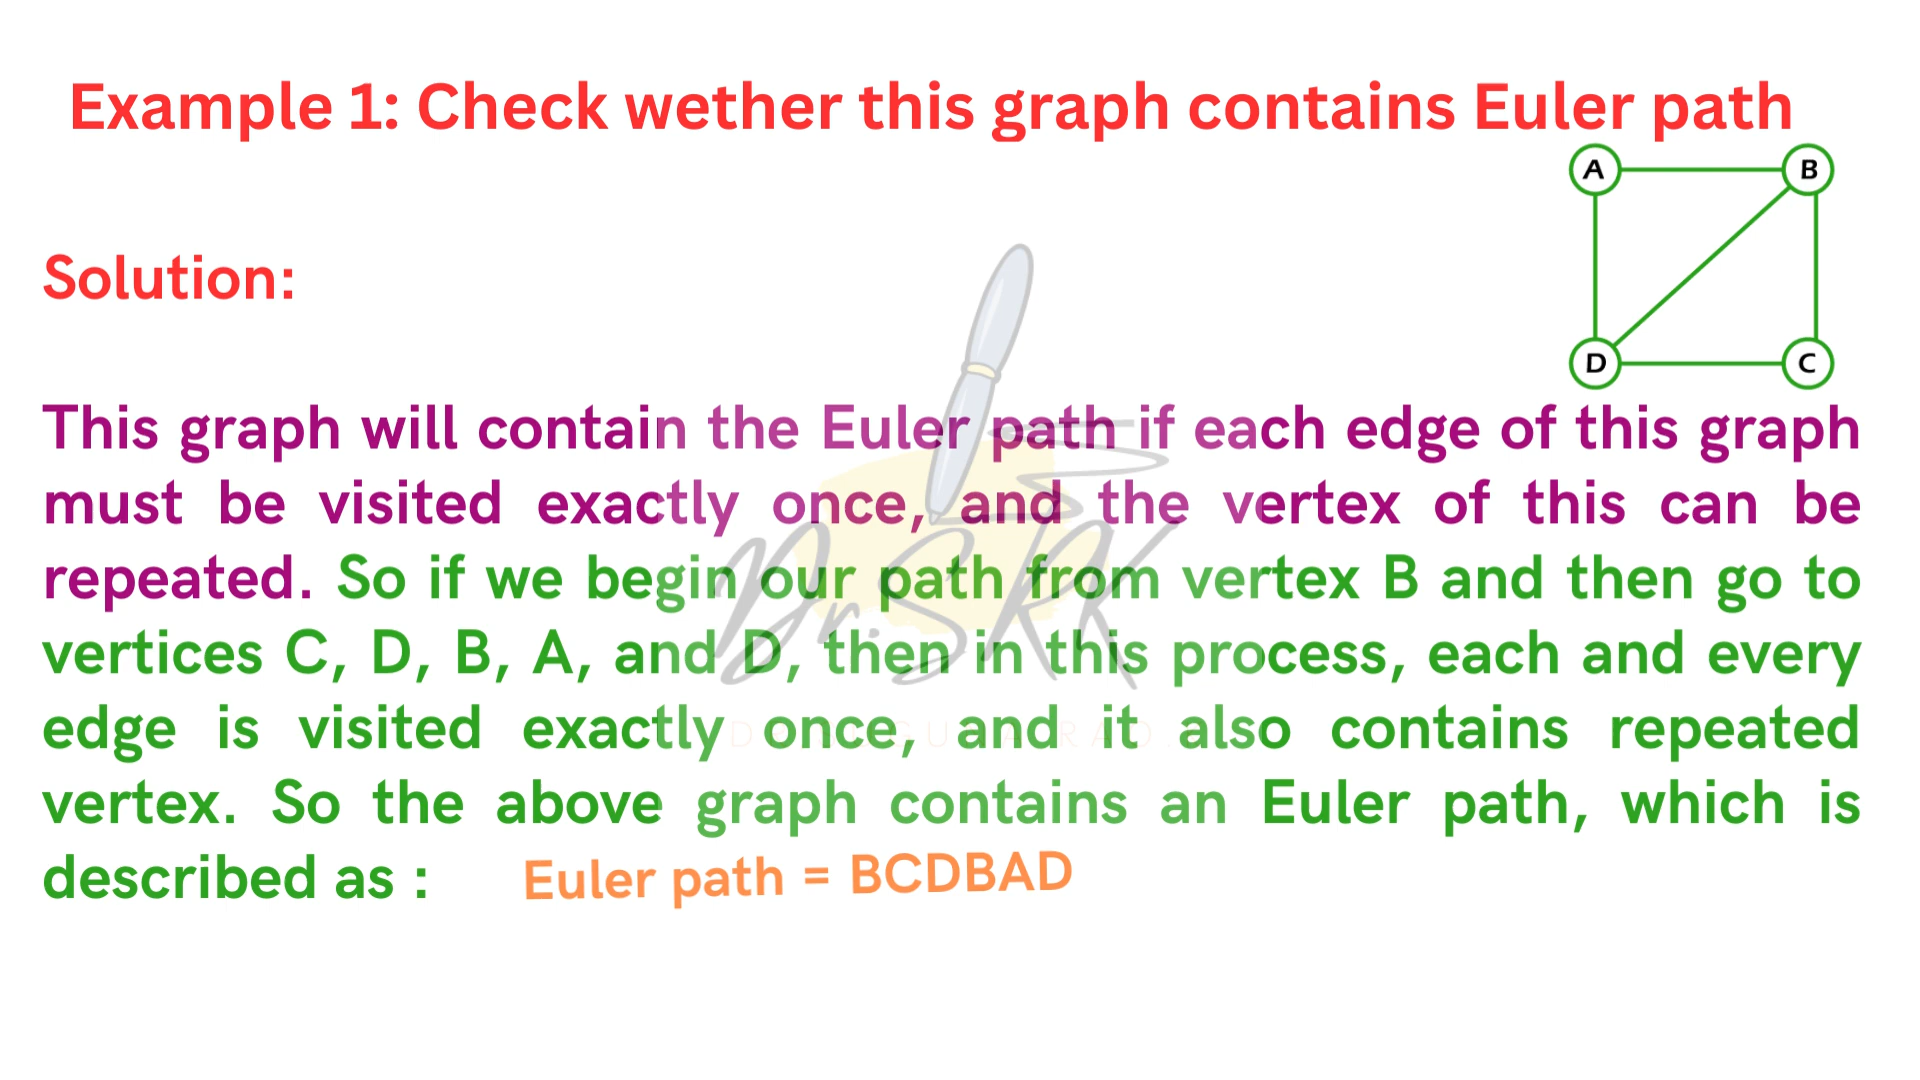 Example 1: Check wether this graph contains Euler path
A
B
Solution:
D
C
This graph will contain the Euler path if each edge of this graph
must be visited exactly once, and the vertex of this can be
repeated. So if we begin our path from vertex B and then go to
vertices C, D, B, A, and D, then in this process, each and every
edge is visited exactly once, and it also contains repeated
vertex. So the above graph contains an Euler path, which is
described as :
Euler path = BCDBAD
Dr. SRK